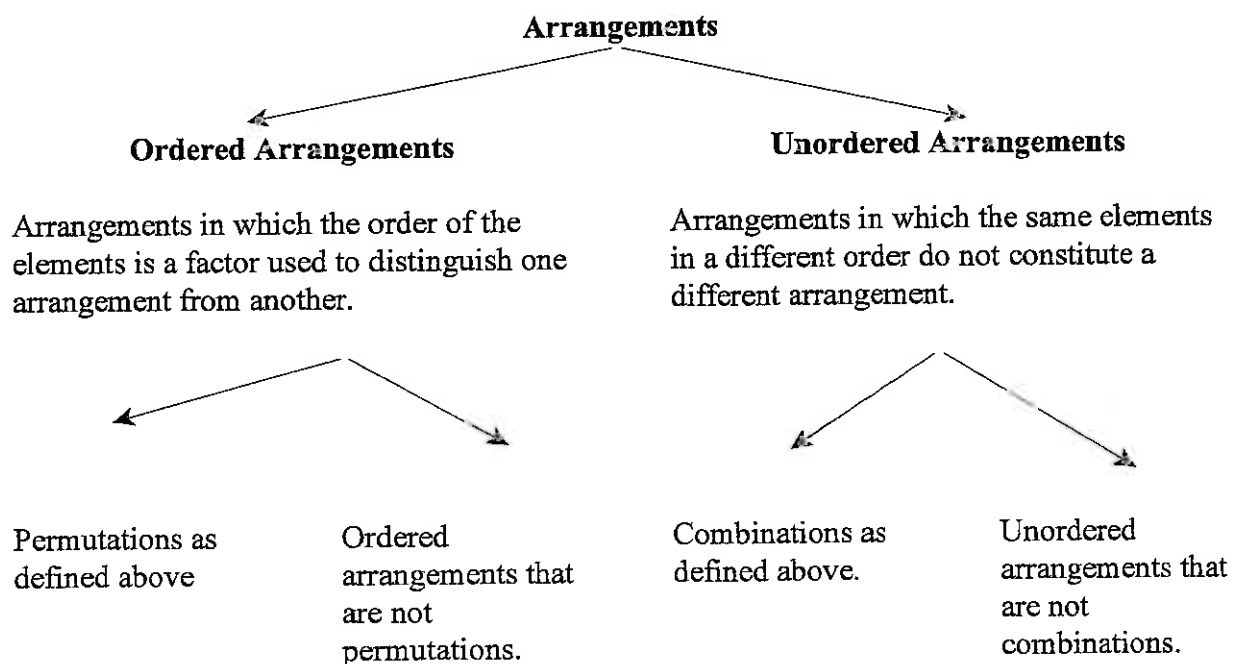 Arrangements
Ordered Arrangements
Unordered Arrangements
Arrangements in which the order of the
elements is a factor used to distinguish one
arrangement from another.
Arrangements in which the same elements
in a different order do not constitute a
different arrangement.
Permutations as
defined above
Ordered
arrangements that
are not
permutations.
Combinations as
defined above.
Unordered
arrangements that
are not
combinations.